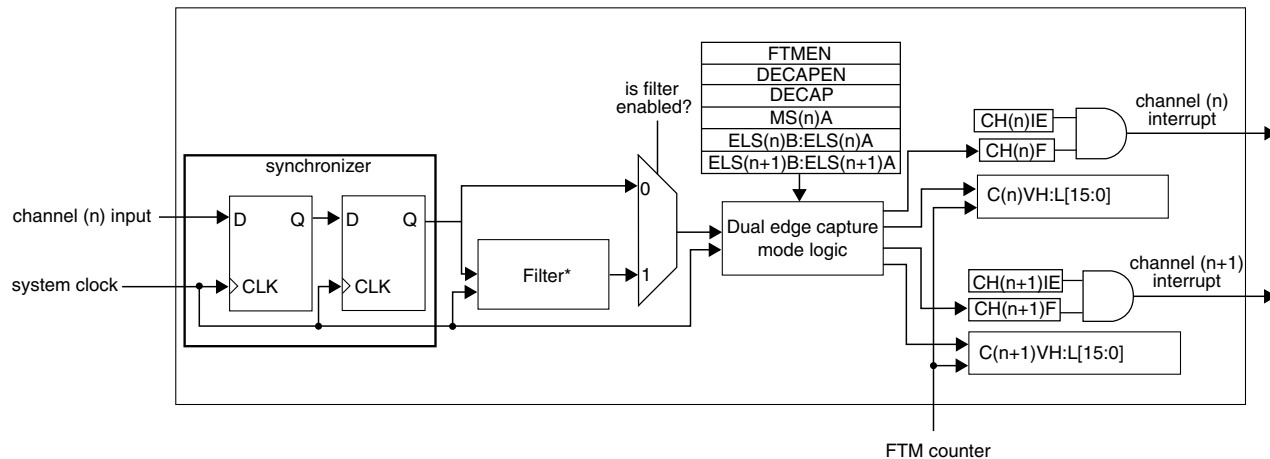 FTMEN
DECAPEN
DECAP
MS(n)A
ELS(n)B:ELS(n)A
ELS(n+1)B:ELS(n+1)A
is filter
enabled?
synchronizer
channel (n) input
system clock
D Q
CLK
D Q
CLK
Filter*
0
1
Dual edge capture
mode logic
CH(n)IE
CH(n)F
channel (n)
interrupt
C(n)VH:L[15:0]
CH(n+1)IE
CH(n+1)F
channel (n+1)
interrupt
C(n+1)VH:L[15:0]
FTM counter